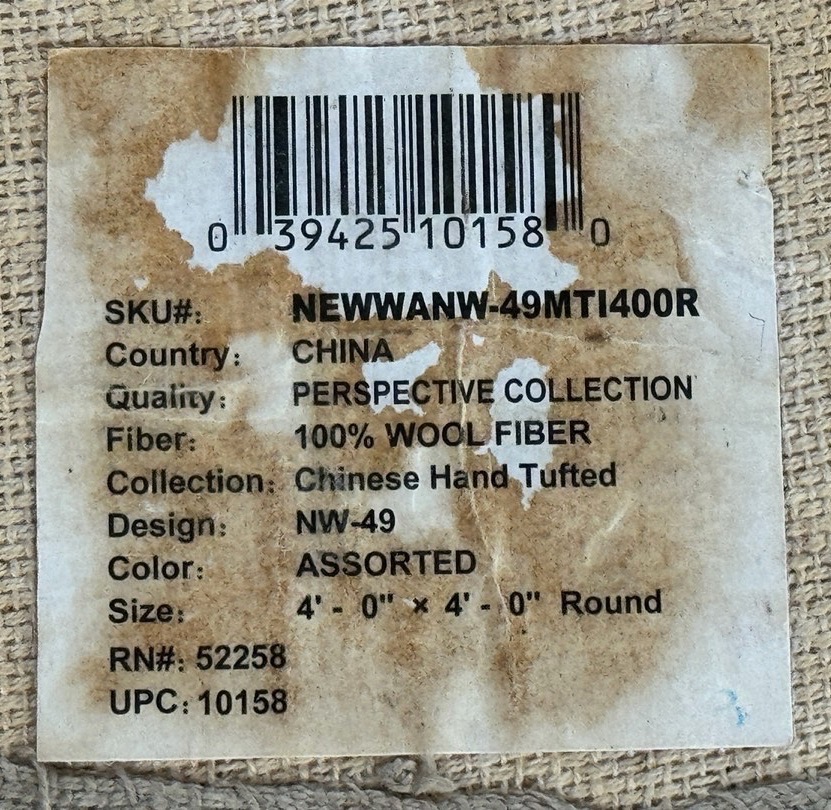 0 39425 10158 0
SKU#: NEWWANW-49MTI400R
Country: CHINA
Quality: PERSPECTIVE COLLECTION
Fiber: 100% WOOL FIBER
Collection: Chinese Hand Tufted
Design: NW-49
Color: ASSORTED
Size: 4' - 0" × 4' - 0" Round
RN#: 52258
UPC: 10158